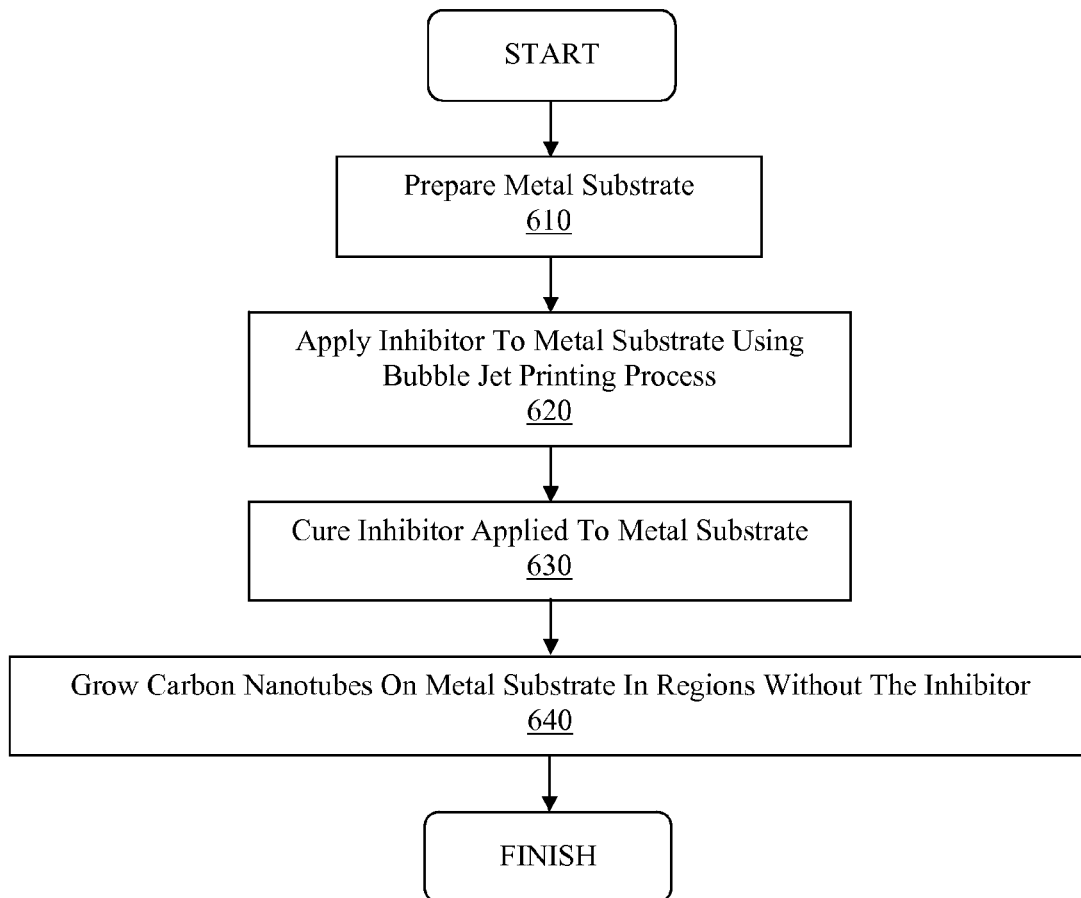 START
Prepare Metal Substrate
610
Apply Inhibitor To Metal Substrate Using
Bubble Jet Printing Process
620
Cure Inhibitor Applied To Metal Substrate
630
Grow Carbon Nanotubes On Metal Substrate In Regions Without The Inhibitor
640
FINISH